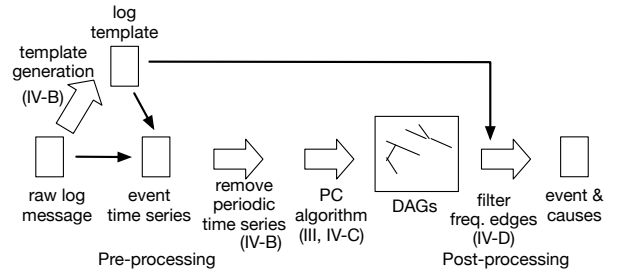 log
template
template
generation
(IV-B)
raw log
message
event
time series
remove
periodic
time series
(IV-B)
PC
algorithm
(III, IV-C)
DAGs
filter
freq. edges
(IV-D)
event &
causes
Pre-processing
Post-processing